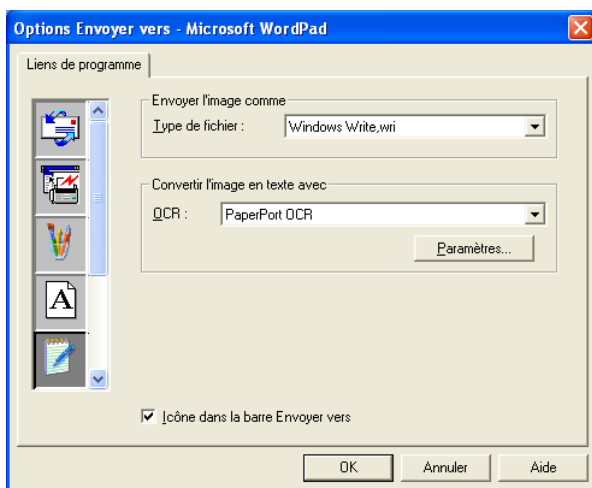 Options Envoyer vers - Microsoft WordPad
Liens de programme
Envoyer l'image comme
Type de fichier : Windows Write,wri
Convertir l'image en texte avec
OCR : PaperPort OCR
Paramètres...
A
Icône dans la barre Envoyer vers
OK Annuler Aide